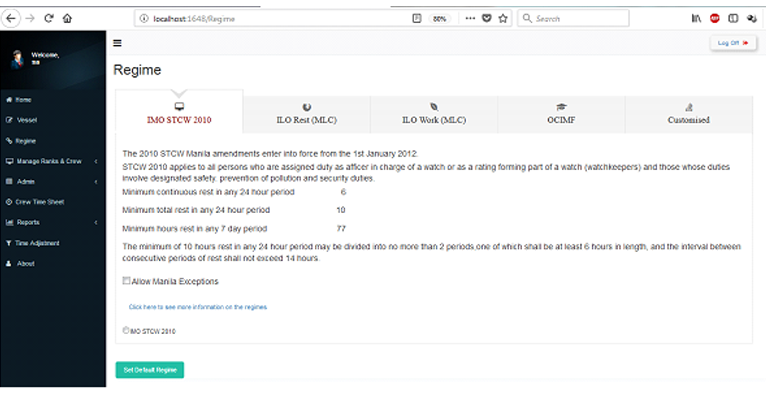 localhost:1648/Regime
80%
Search
Welcome,
Log Off
Home
Vessel
Regime
Manage Ranks & Crew
Admin
Crew Time Sheet
Reports
Time Adjustment
About
Regime
IMO STCW 2010
ILO Rest (MLC)
ILO Work (MLC)
OCIMF
Customised
The 2010 STCW Manila amendments enter into force from the 1st January 2012.
STCW 2010 applies to all persons who are assigned duty as afficer in charge of a watch or as a rating forming part of a watch (watchkeepers) and those whose duties
involve designated safety, prevention of pollution and security duties.
Minimum continuous rest in any 24 hour period 6
Minimum total rest in any 24 hour period 10
Minimum hours rest in any 7 day period 77
The minimum of 10 hours rest in any 24 hour period may be divided into no more than 2 periods,one of which shall be at least 6 hours in length, and the interval between
consecutive periods of rest shall not exceed 14 hours.
Allow Manila Exceptions
Click here to see more information on the regimes.
IMO STCW 2010
Set Default Regime